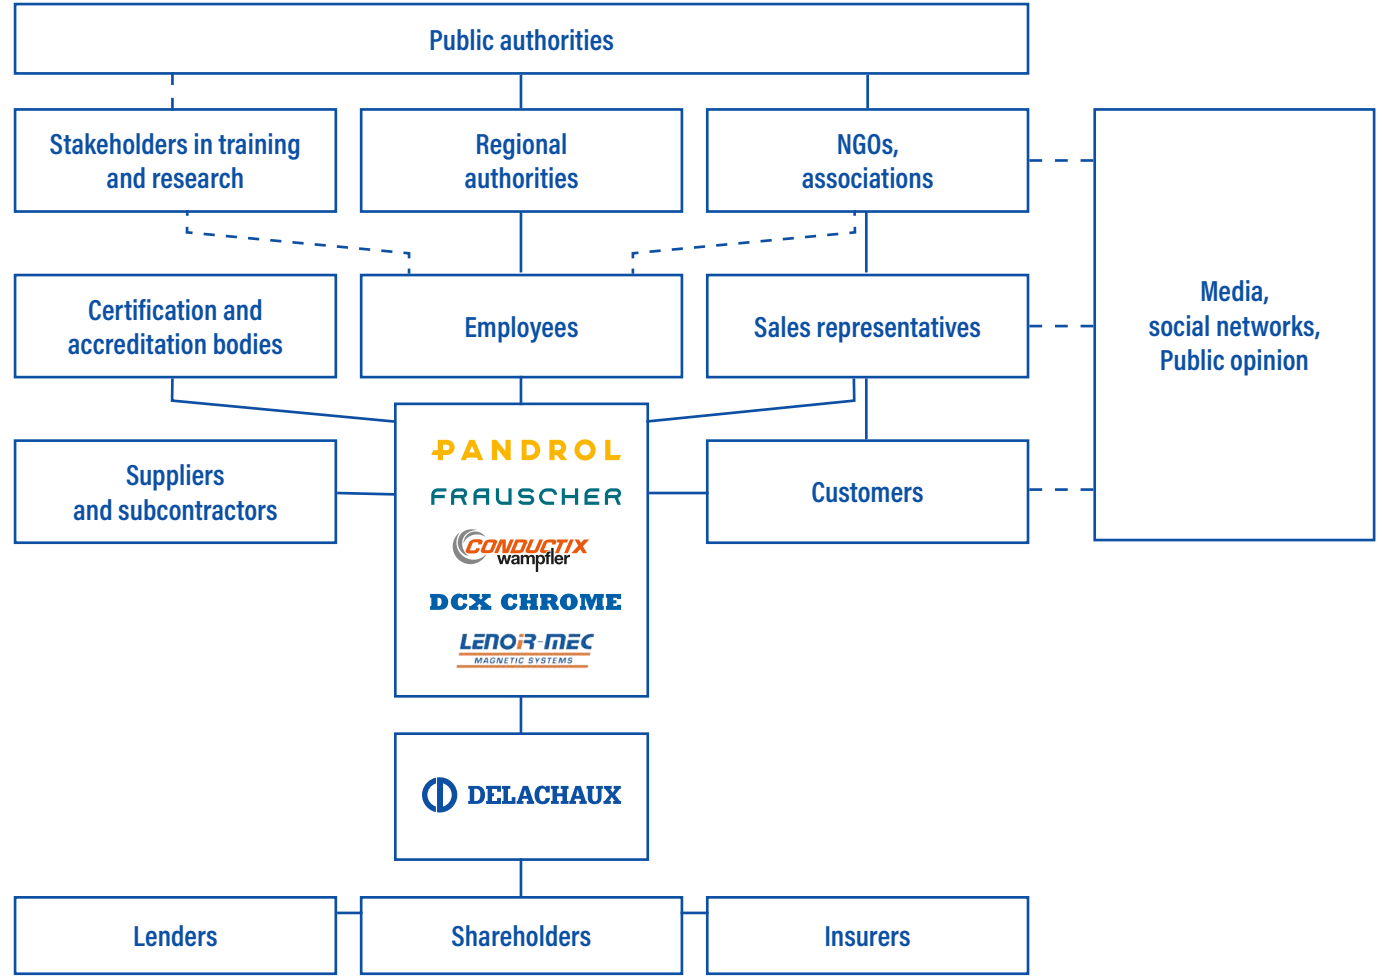 Public authorities
Stakeholders in training
and research
Regional
authorities
NGOs,
associations
Media,
social networks,
Public opinion
Certification and
accreditation bodies
Employees
Sales representatives
Suppliers
and subcontractors
PANDROL
FRAUSCHER
CONDUCTIX
wampfler
DCX CHROME
LENOIR-MEC
MAGNETIC SYSTEMS
Customers
DELACHAUX
Lenders
Shareholders
Insurers